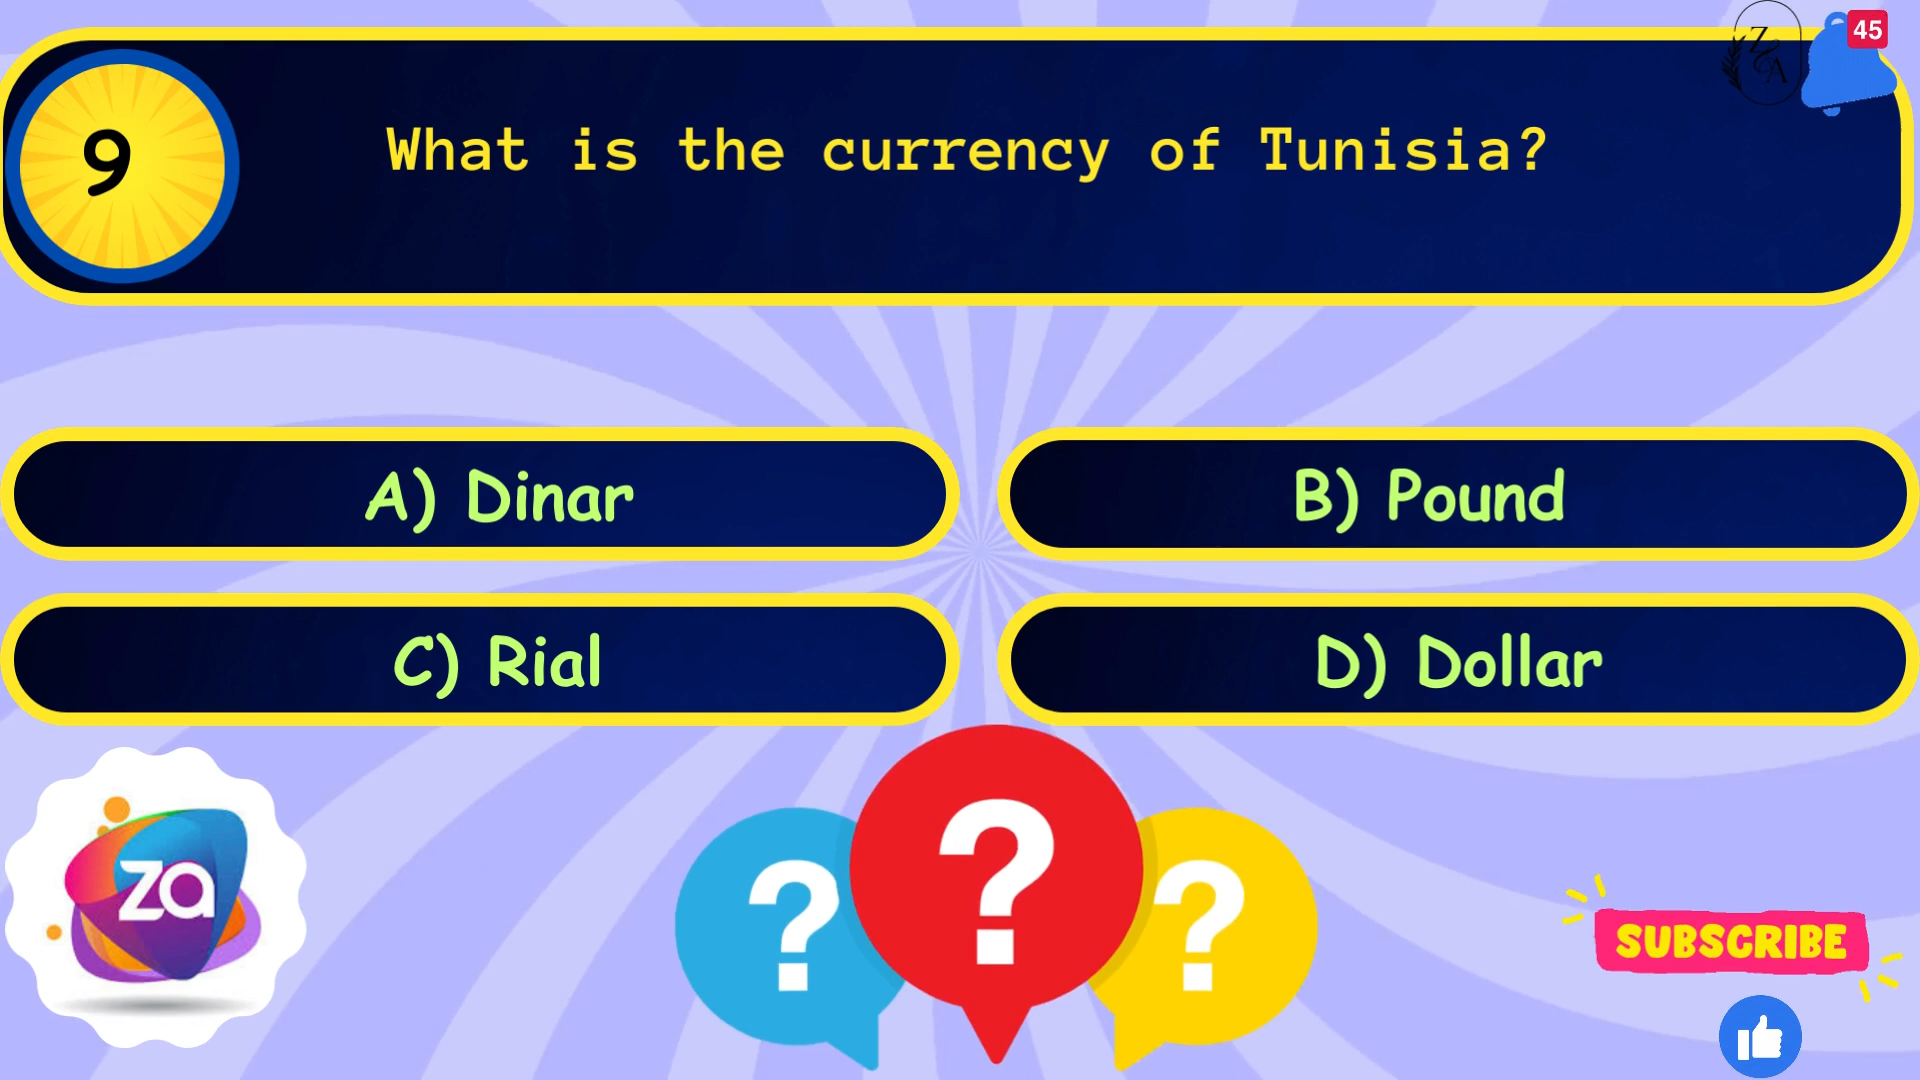 45
Z
A
9
What is the currency of Tunisia?
A) Dinar
B) Pound
C) Rial
D) Dollar
za
? ? ?
SUBSCRIBE